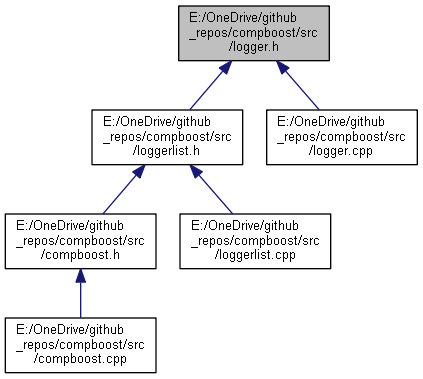 E:/OneDrive/github
_repos/compboost/src
/logger.h
E:/OneDrive/github
_repos/compboost/src
/loggerlist.h
E:/OneDrive/github
_repos/compboost/src
/logger.cpp
E:/OneDrive/github
_repos/compboost/src
/compboost.h
E:/OneDrive/github
_repos/compboost/src
/loggerlist.cpp
E:/OneDrive/github
_repos/compboost/src
/compboost.cpp